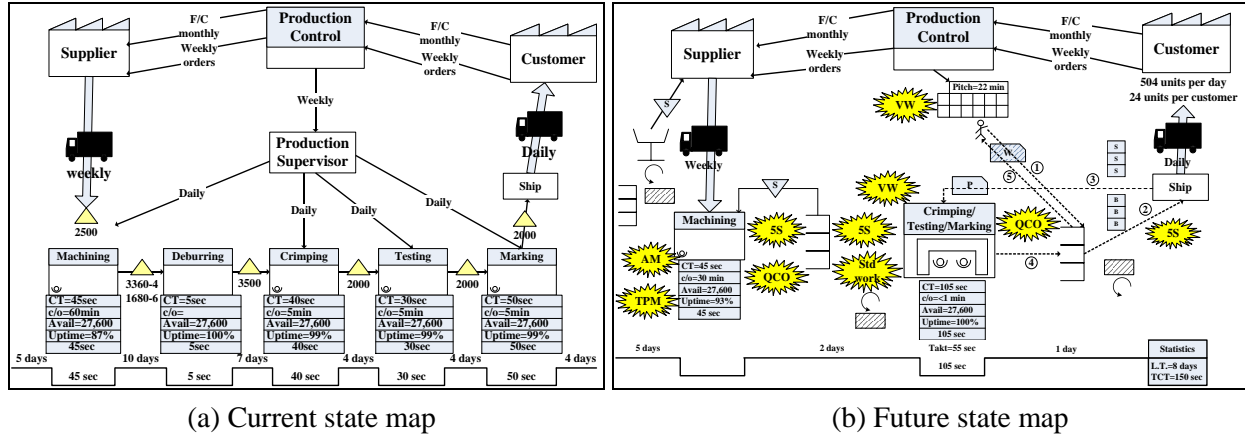 F/C
monthly
Weekly
orders
Production
Control
F/C
monthly
Weekly
orders
Supplier
Customer
Weekly
Production
Supervisor
weekly
Daily
Daily
Daily
Daily
Daily
Ship
2500
2000
Machining
Deburring
Crimping
Testing
Marking
3360-4
1680-6
3500
2000
2000
CT=45sec
c/o=60min
Avail=27,600
Uptime=87%
45sec
CT=5sec
c/o=
Avail=27,600
Uptime=100%
5sec
CT=40sec
c/o=5min
Avail=27,600
Uptime=99%
40sec
CT=30sec
c/o=5min
Avail=27,600
Uptime=99%
30sec
CT=50sec
c/o=5min
Avail=27,600
Uptime=99%
50sec
5 days
10 days
7 days
4 days
4 days
4 days
45 sec
5 sec
40 sec
30 sec
50 sec
(a) Current state map
F/C
monthly
Weekly
orders
Production
Control
F/C
monthly
Weekly
orders
Supplier
Customer
504 units per day
24 units per customer
Pitch=22 min
VW
S
Weekly
W
1
5
Daily
S
S
S
3
P
VW
Ship
B
B
B
2
5S
S
Machining
5S
5S
Crimping/
Testing/Marking
QCO
AM
QCO
Std
work
4
TPM
CT=45 sec
c/o=30 min
Avail=27,600
Uptime=93%
45 sec
CT=105 sec
c/o=<1 min
Avail=27,600
Uptime=100%
105 sec
5 days
2 days
Takt=55 sec
1 day
105 sec
Statistics
L.T.=8 days
TCT=150 sec
(b) Future state map